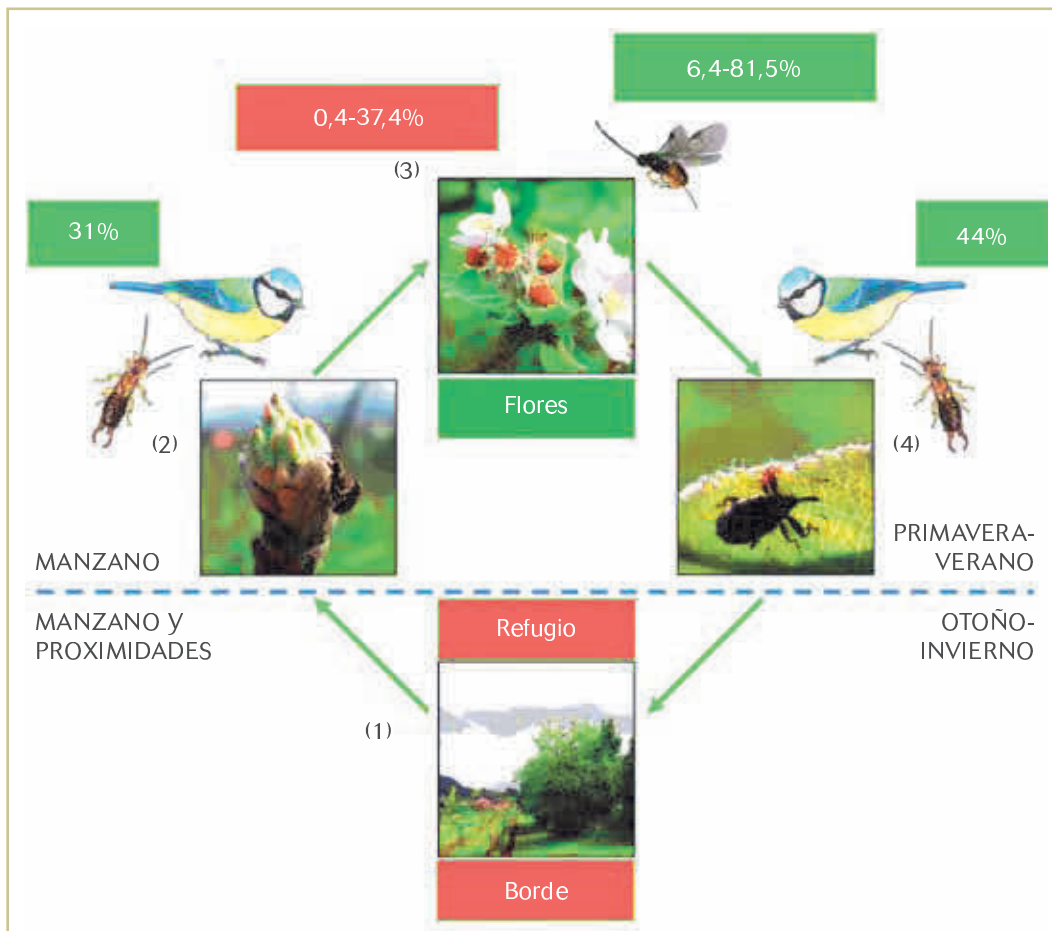 6,4-81,5%
0,4-37,4%
(3)
31%
44%
Flores
(2)
(4)
MANZANO
PRIMAVERA-
VERANO
MANZANO y
PROXIMIDADES
Refugio
OTOÑO-
INVIERNO
(1)
Borde